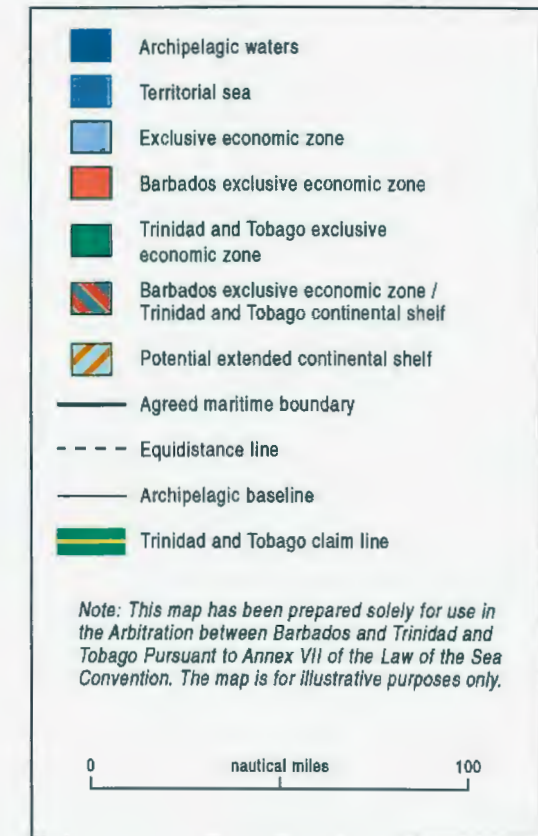 Archipelagic waters
Territorial sea
Exclusive economic zone
Barbados exclusive economic zone
Trinidad and Tobago exclusive
economic zone
Barbados exclusive economic zone /
Trinidad and Tobago continental shelf
Potential extended continental shelf
Agreed maritime boundary
Equidistance line
Archipelagic baseline
Trinidad and Tobago claim line
Note: This map has been prepared solely for use in
the Arbitration between Barbados and Trinidad and
Tobago Pursuant to Annex VII of the Law of the Sea
Convention. The map is for illustrative purposes only.
0 nautical miles 100